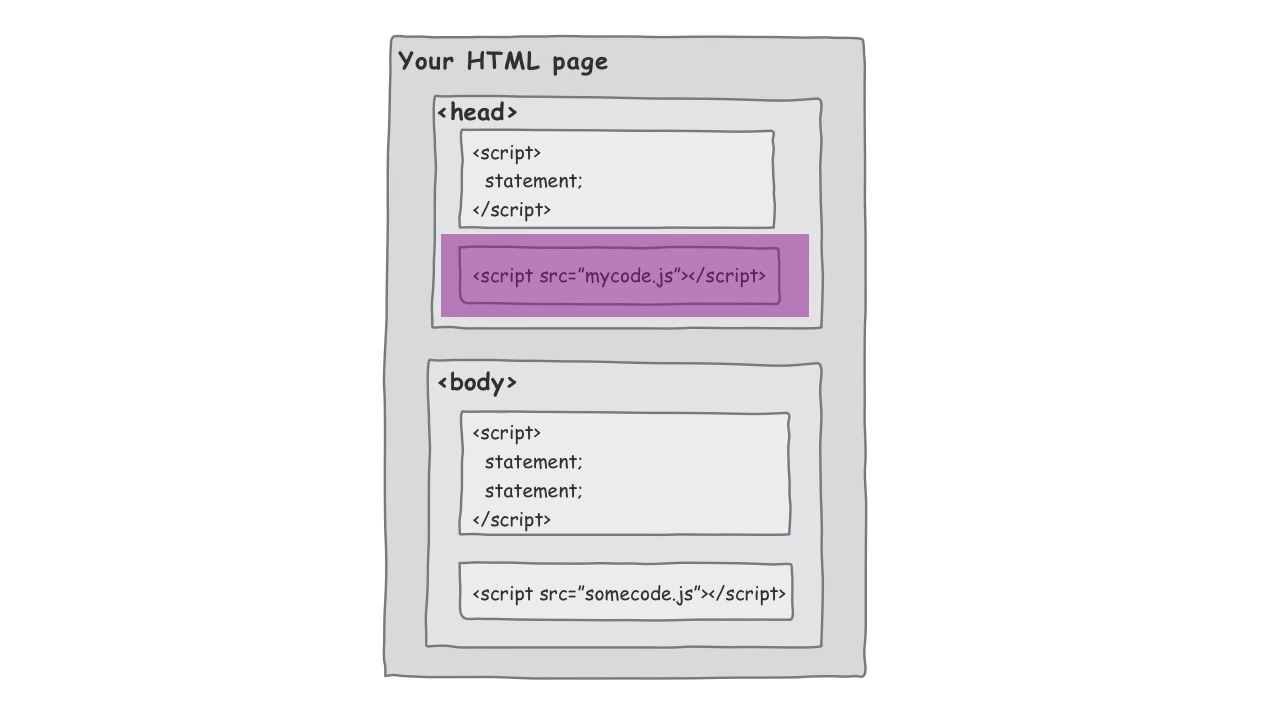 Your HTML page
<head>
<script>
statement;
</script>
<script src=”mycode.js”></script>
<body>
<script>
statement;
statement;
</script>
<script src=”somecode.js”></script>